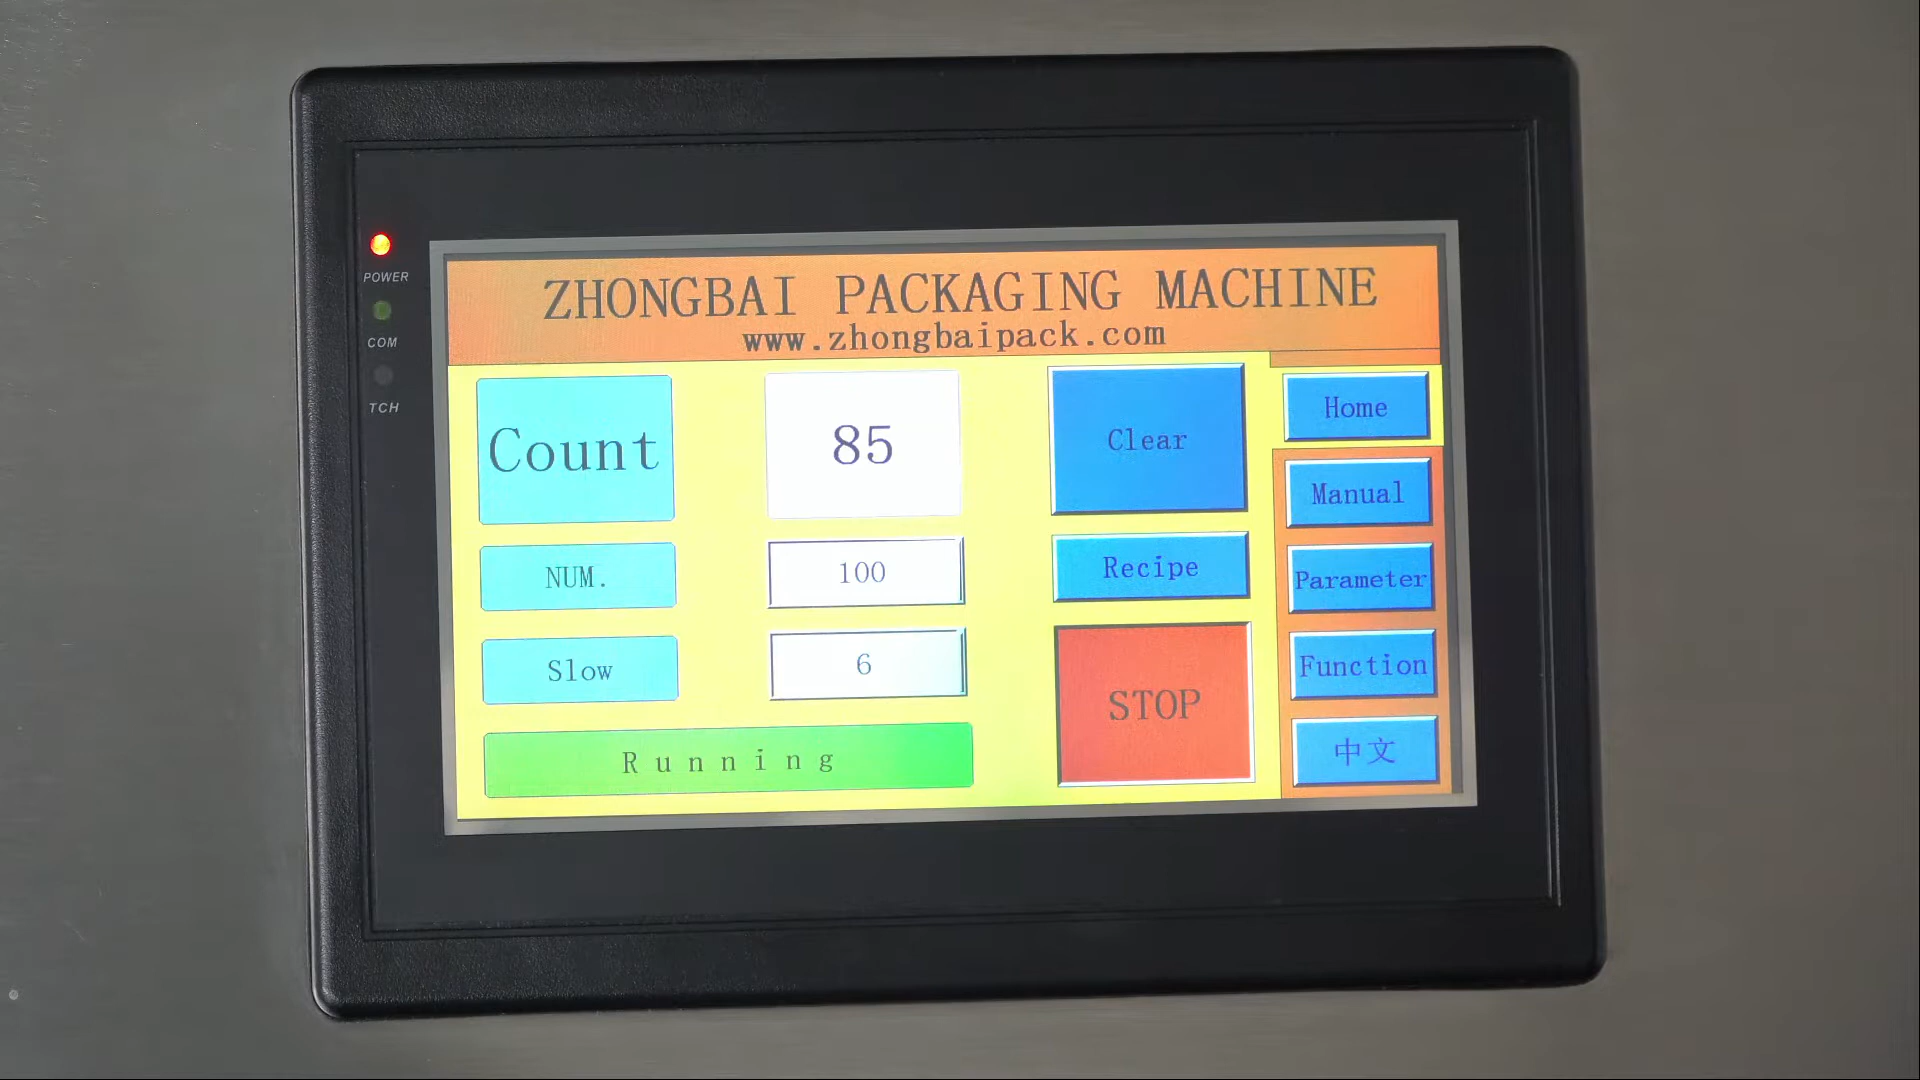 POWER
COM
TCH
ZHONGBAI PACKAGING MACHINE
www.zhongbaipack.com
Count
85
Clear
NUM.
100
Recipe
Slow
6
STOP
Running
Home
Manual
Parameter
Function
中文